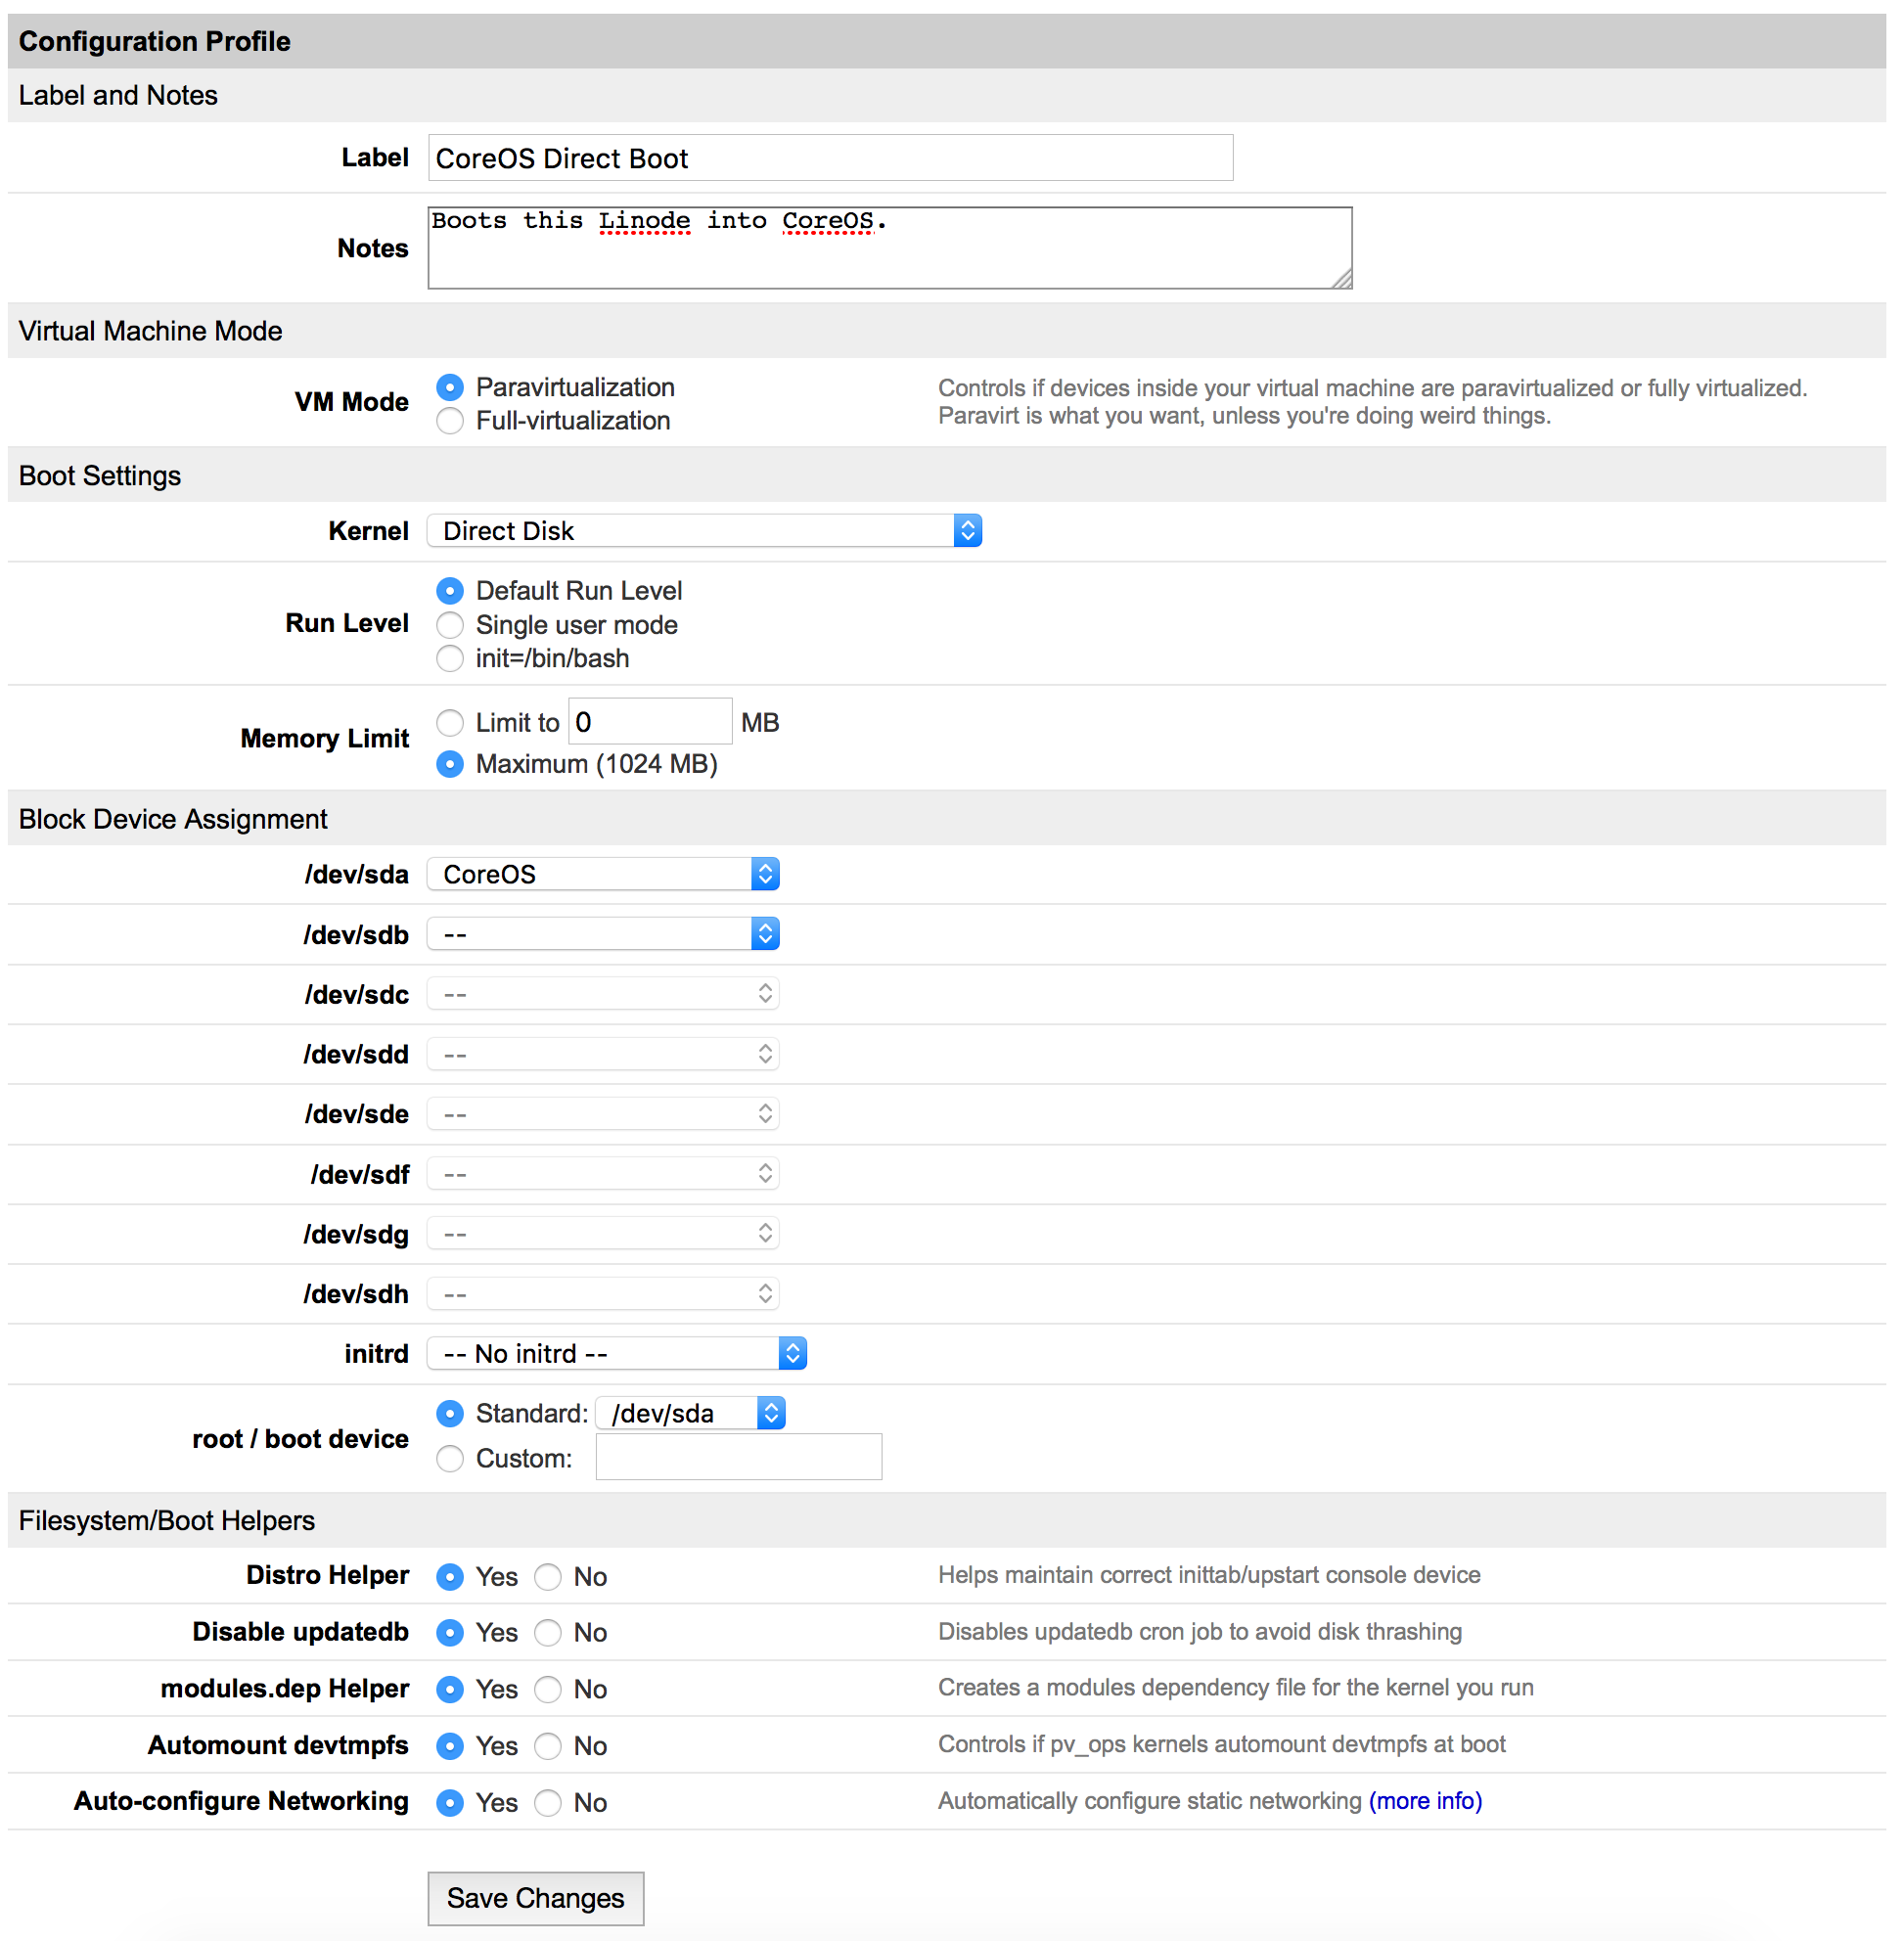 Configuration Profile
Label and Notes
Label CoreOS Direct Boot
Notes Boots this Linode into CoreOS.
Virtual Machine Mode
VM Mode Paravirtualization Controls if devices inside your virtual machine are paravirtualized or fully virtualized.
Full-virtualization Paravirt is what you want, unless you're doing weird things.
Boot Settings
Kernel Direct Disk
Default Run Level
Run Level Single user mode
init=/bin/bash
Limit to 0 MB
Memory Limit
Maximum (1024 MB)
Block Device Assignment
/dev/sda CoreOS
/dev/sdb --
/dev/sdc --
/dev/sdd --
/dev/sde --
/dev/sdf --
/dev/sdg --
/dev/sdh --
initrd -- No initrd --
Standard: /dev/sda
root / boot device
Custom:
Filesystem/Boot Helpers
Distro Helper Yes No Helps maintain correct inittab/upstart console device
Disable updatedb Yes No Disables updatedb cron job to avoid disk thrashing
modules.dep Helper Yes No Creates a modules dependency file for the kernel you run
Automount devtmpfs Yes No Controls if pv_ops kernels automount devtmpfs at boot
Auto-configure Networking Yes No Automatically configure static networking (more info)
Save Changes